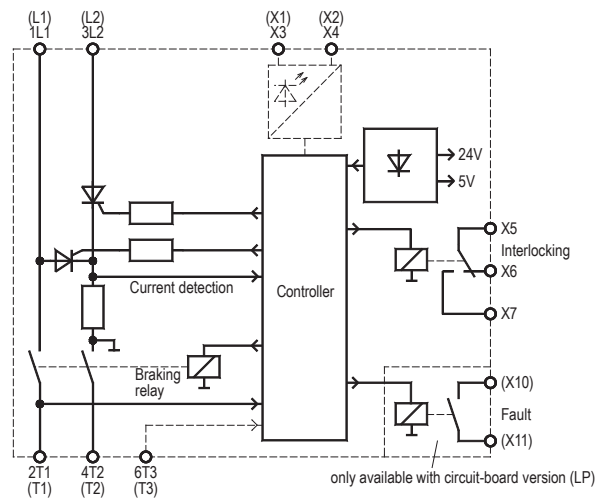 (L1) (L2) (X1) (X2)
1L1 3L2 X3 X4
24V
5V
X5
Interlocking
X6
Current detection
Controller
X7
Braking
relay
(X10)
Fault
(X11)
2T1 4T2 6T3
(T1) (T2) (T3)
only available with circuit-board version (LP)